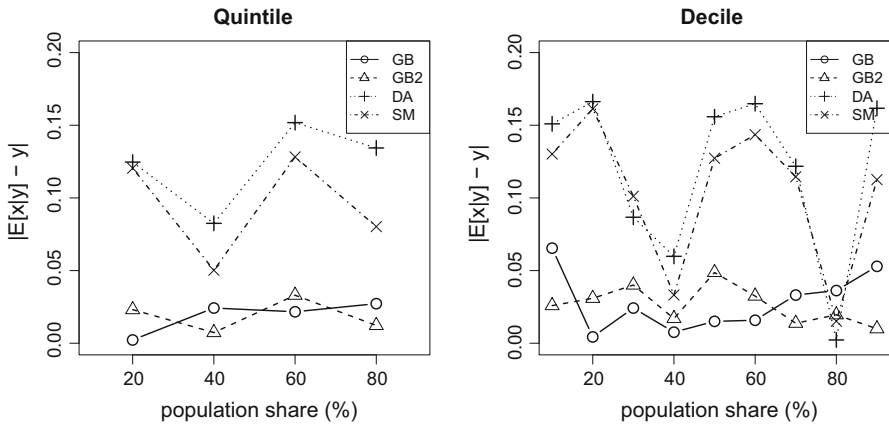 Quintile
0.20
0.15
0.10
0.05
0.00
|E[x|y] − y|
GB
GB2
DA
SM
20
40
60
80
population share (%)
Decile
0.20
0.15
0.10
0.05
0.00
|E[x|y] − y|
GB
GB2
DA
SM
20
40
60
80
population share (%)